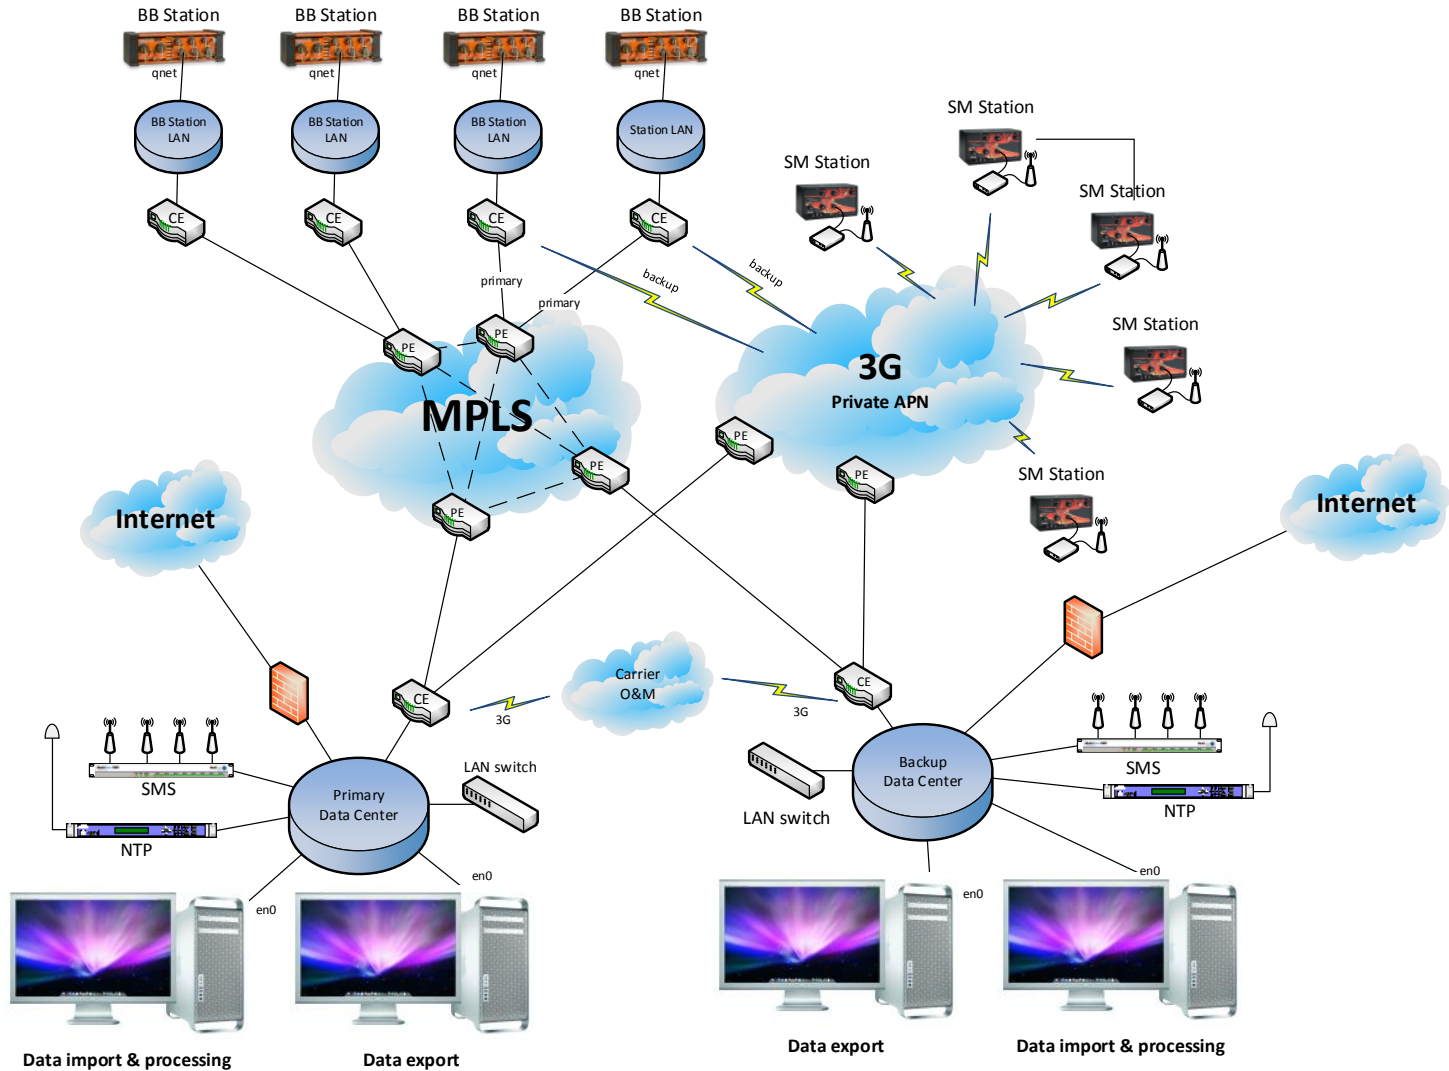 BB Station
BB Station
BB Station
BB Station
qnet
qnet
qnet
qnet
BB Station
LAN
BB Station
LAN
BB Station
LAN
Station LAN
SM Station
SM Station
SM Station
CE
CE
CE
CE
primary
primary
backup
backup
PE
PE
MPLS
3G
Private APN
SM Station
PE
PE
PE
PE
SM Station
Internet
Internet
CE
Carrier
O&M
CE
3G
3G
SMS
NTP
Primary
Data Center
LAN switch
Backup
Data Center
LAN switch
SMS
NTP
en0
en0
en0
en0
Data import & processing
Data export
Data export
Data import & processing